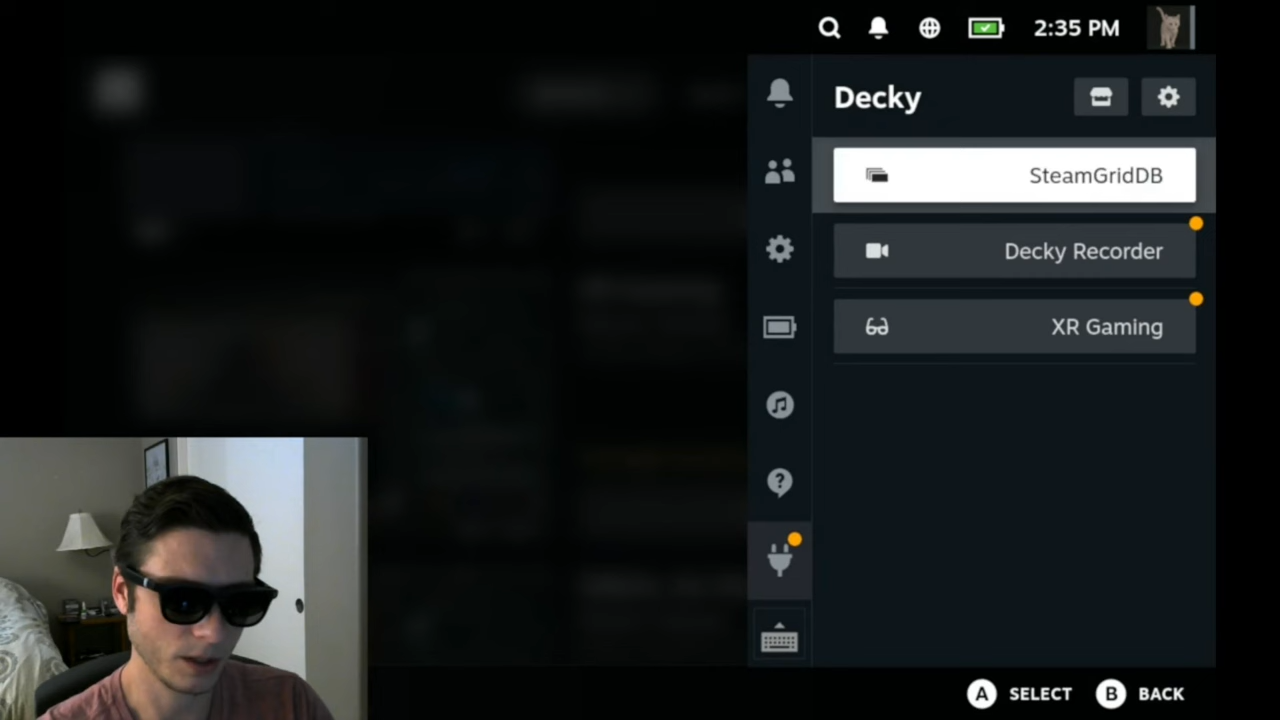 2:35 PM
Decky
SteamGridDB
Decky Recorder
XR Gaming
A SELECT B BACK